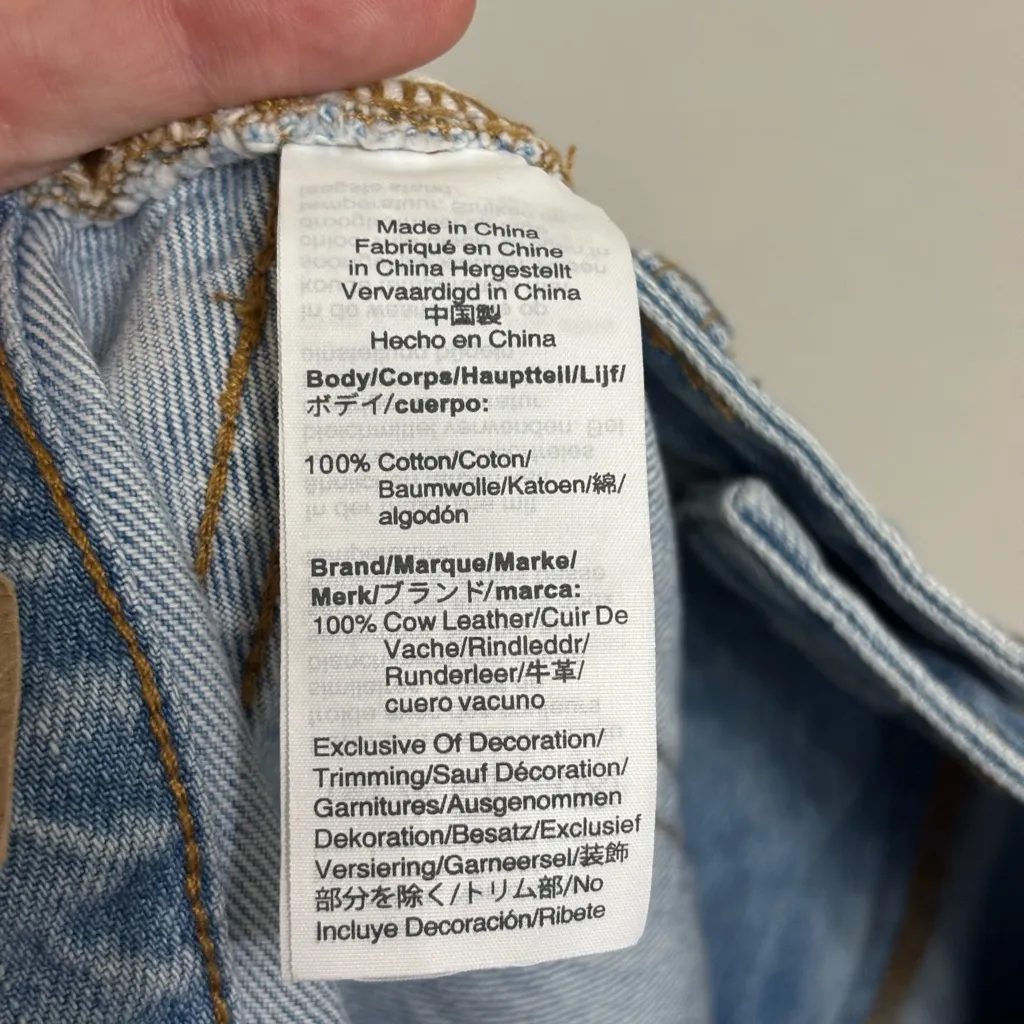 Made in China
Fabriqué en Chine
in China Hergestellt
Vervaardigd in China
中国製
Hecho en China
Body/Corps/Hauptteil/Lijf/
ボデイ/cuerpo:
100% Cotton/Coton/
Baumwolle/Katoen/綿/
algodón
Brand/Marque/Marke/
Merk/ブランド/marca:
100% Cow Leather/Cuir De
Vache/Rindleddr/
Runderleer/牛革/
cuero vacuno
Exclusive Of Decoration/
Trimming/Sauf Décoration/
Garnitures/Ausgenommen
Dekoration/Besatz/Exclusief
Versiering/Garneersel/装飾
部分を除く/トリム部/No
Incluye Decoración/Ribete